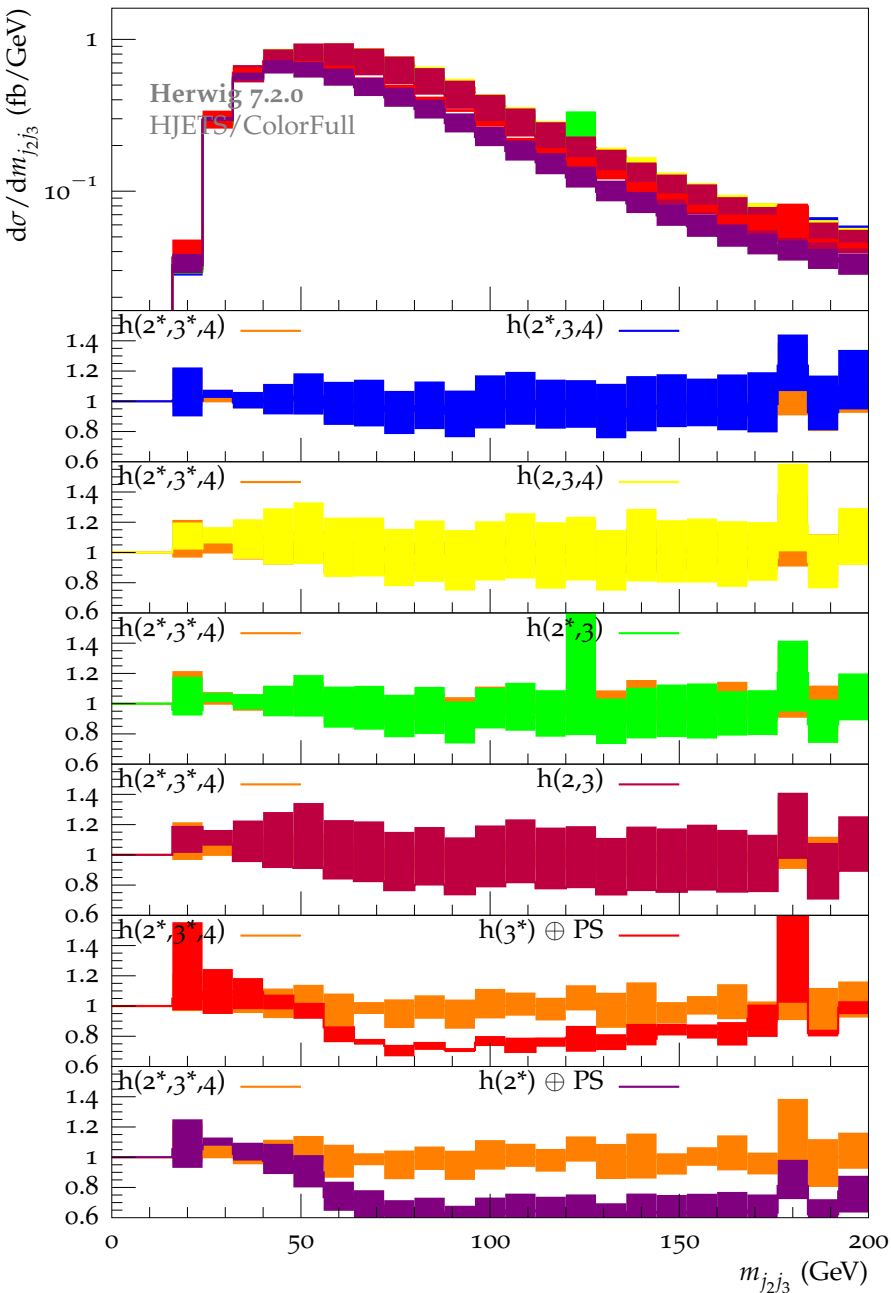 1
10⁻¹
dσ/dm_{j₂j₃} (fb/GeV)
Herwig 7.2.0
HJETS/ColorFull
h(2*,3*,4) h(2*,3,4)
1.4
1.2
1
0.8
0.6
h(2*,3*,4) h(2,3,4)
1.4
1.2
1
0.8
0.6
h(2*,3*,4) h(2*,3)
1.4
1.2
1
0.8
0.6
h(2*,3*,4) h(2,3)
1.4
1.2
1
0.8
0.6
h(2*,3*,4) h(3*) ⊕ PS
1.4
1.2
1
0.8
0.6
h(2*,3*,4) h(2*) ⊕ PS
1.4
1.2
1
0.8
0.6
0 50 100 150 200
m_{j₂j₃} (GeV)